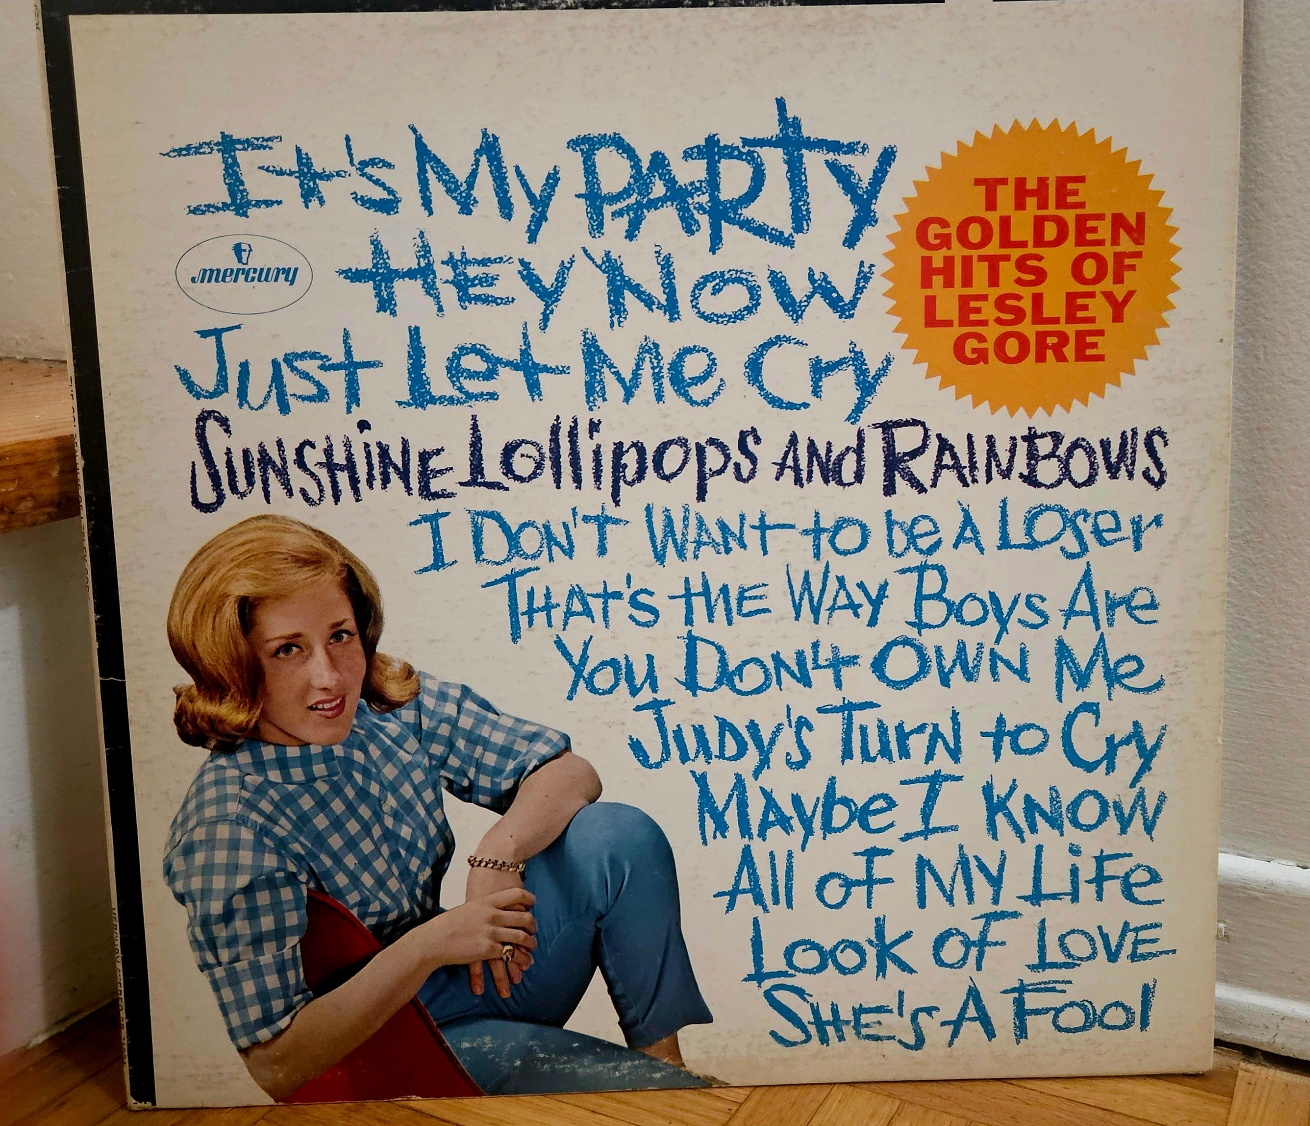 It's My PARTy
HEy NOW
mercury
Just Let Me Cry
THE
GOLDEN
HITS OF
LESLEY
GORE
SUNSHiNE Lollipops AND RAINBOWS
I DON'T WANT to be A Loser
THAT's tHE WAY Boys Are
You DON't OWN Me
JUDy's TurN to Cry
MAybe I KNOW
All of My LiFe
Look oF LOVE
SHE's A Fool